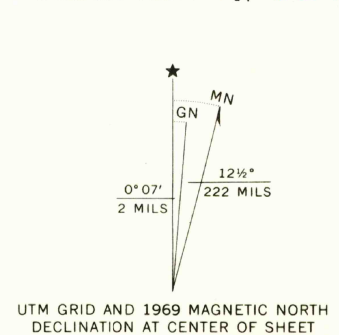 MN
GN
12½°
222 MILS
0°07′
2 MILS
UTM GRID AND 1969 MAGNETIC NORTH
DECLINATION AT CENTER OF SHEET